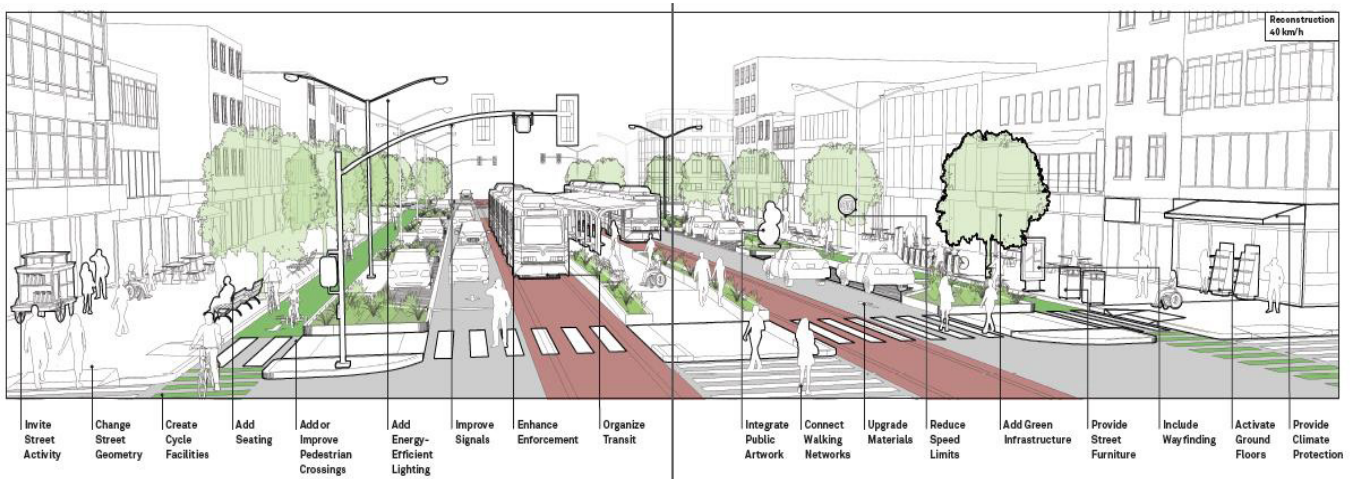 Reconstruction
40 km/h
Invite
Street
Activity
Change
Street
Geometry
Create
Cycle
Facilities
Add
Seating
Add or
Improve
Pedestrian
Crossings
Add
Energy-
Efficient
Lighting
Improve
Signals
Enhance
Enforcement
Organize
Transit
Integrate
Public
Artwork
Connect
Walking
Networks
Upgrade
Materials
Reduce
Speed
Limits
Add Green
Infrastructure
Provide
Street
Furniture
Include
Wayfinding
Activate
Ground
Floors
Provide
Climate
Protection